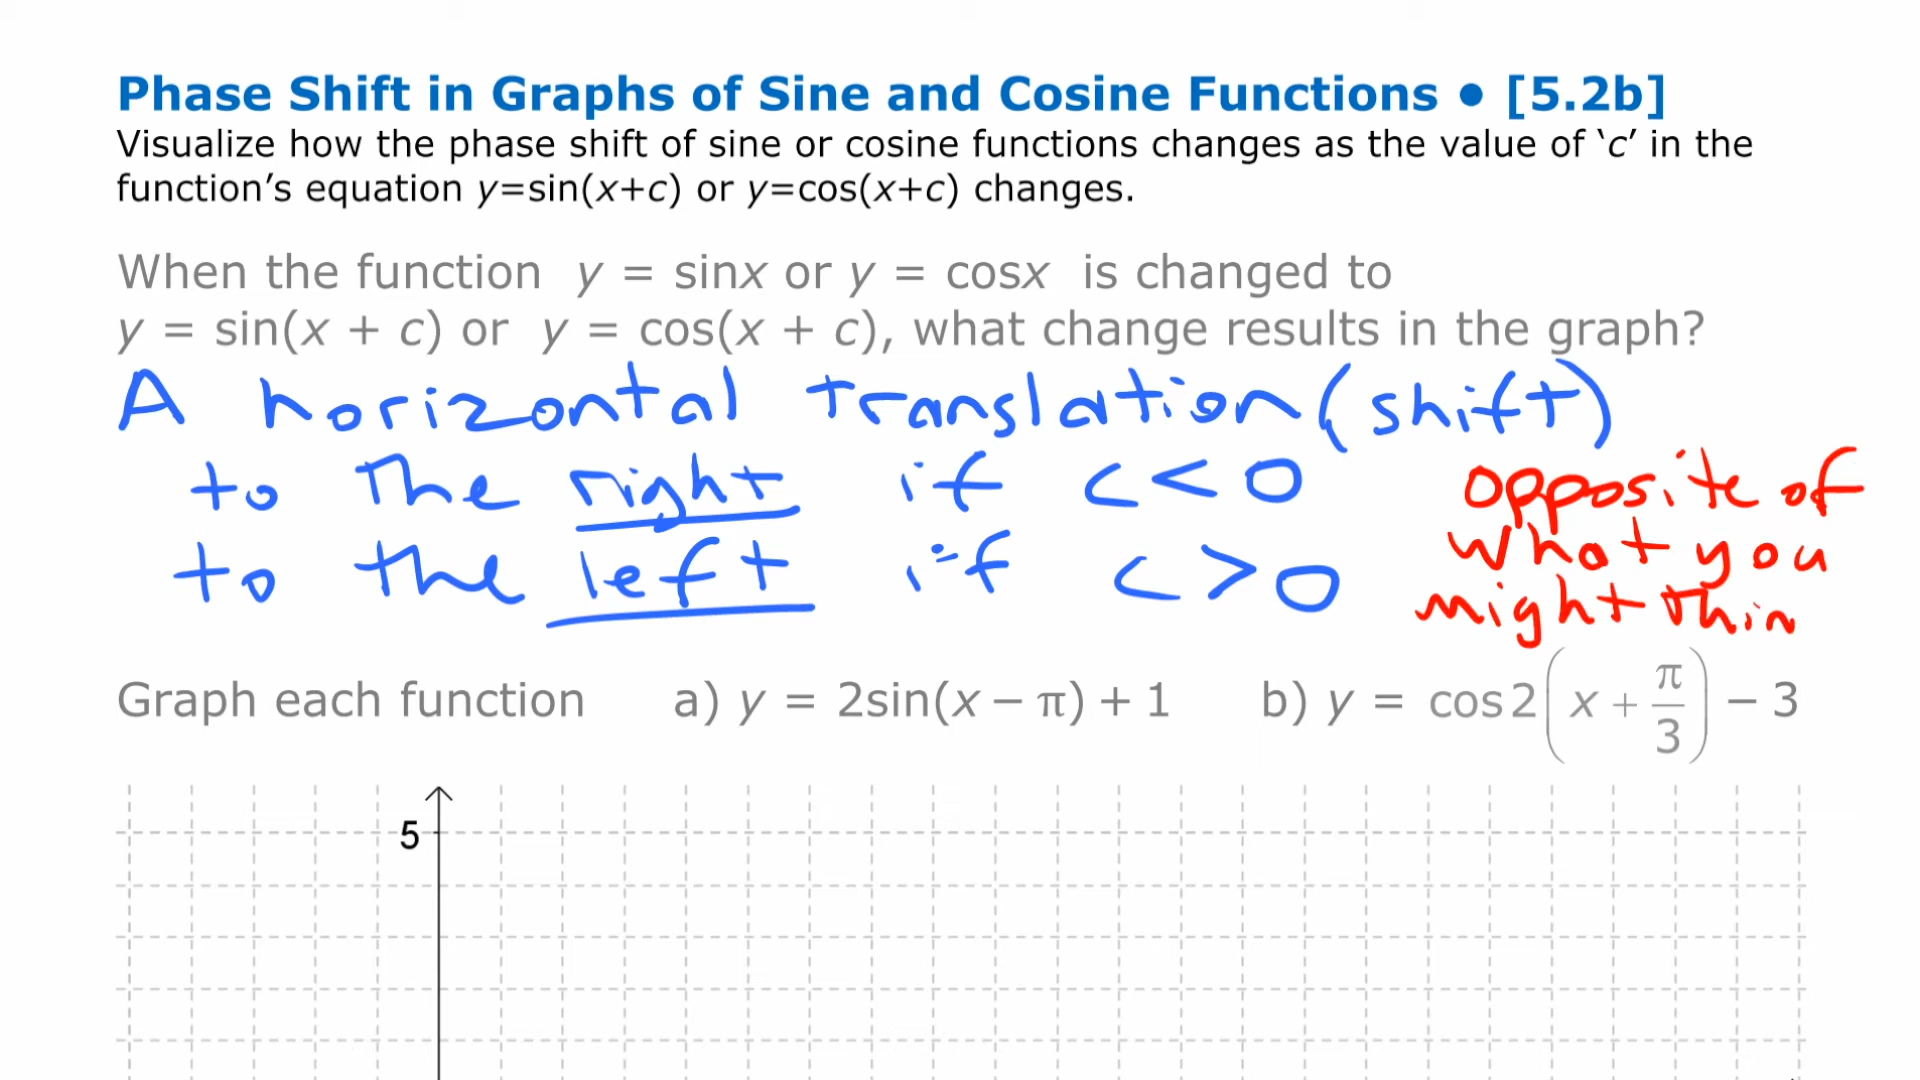 Phase Shift in Graphs of Sine and Cosine Functions • [5.2b]
Visualize how the phase shift of sine or cosine functions changes as the value of ‘c’ in the
function’s equation y=sin(x+c) or y=cos(x+c) changes.
When the function y = sinx or y = cosx is changed to
y = sin(x + c) or y = cos(x + c), what change results in the graph?
A horizontal translation (shift)
to the right if c < 0
to the left if c > 0
opposite of
what you
might thin
Graph each function a) y = 2sin(x – π) + 1 b) y = cos2(x + π/3) – 3
5